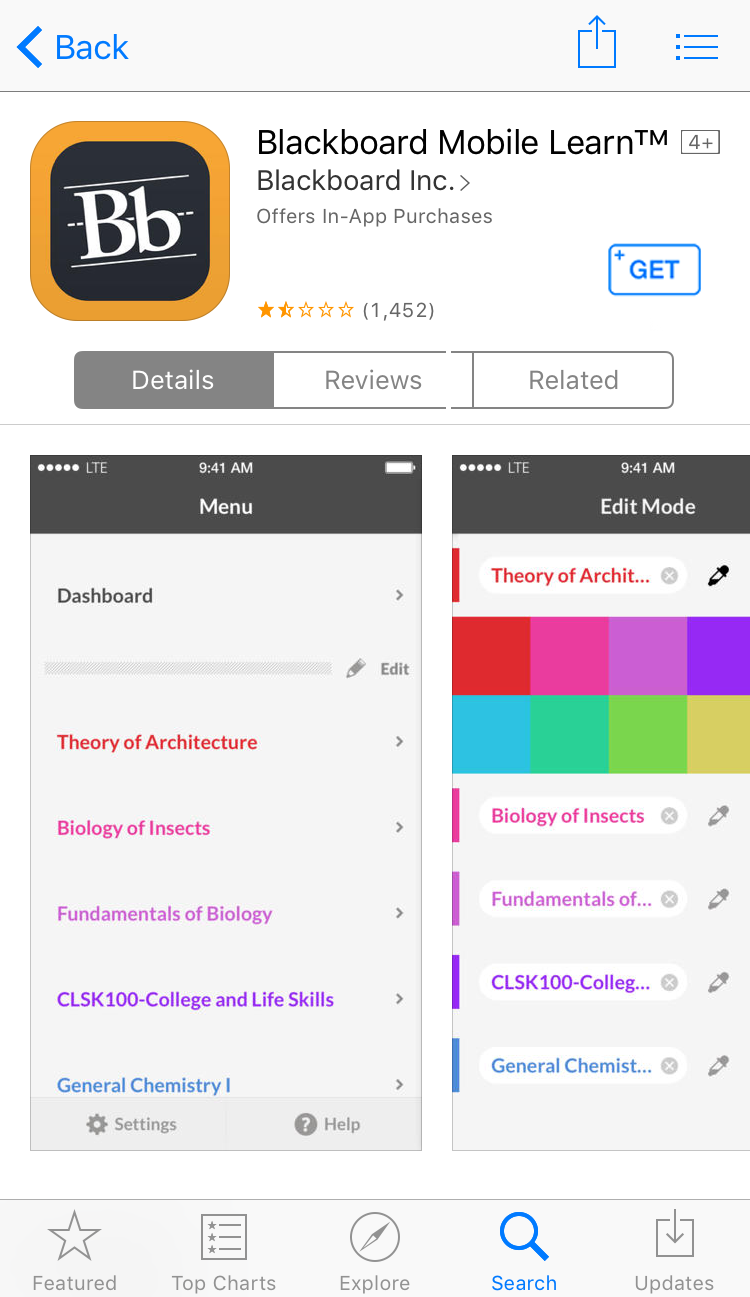 Back
Blackboard Mobile Learn™ 4+
Blackboard Inc. >
Offers In-App Purchases
Bb
+GET
(1,452)
Details Reviews Related
LTE 9:41 AM
Menu
Dashboard
Edit
Theory of Architecture
Biology of Insects
Fundamentals of Biology
CLSK100-College and Life Skills
General Chemistry I
Settings ? Help
LTE 9:41 AM
Edit Mode
Theory of Archit...
Biology of Insects
Fundamentals of...
CLSK100-Colleg...
General Chemist...
Featured Top Charts Explore Search Updates